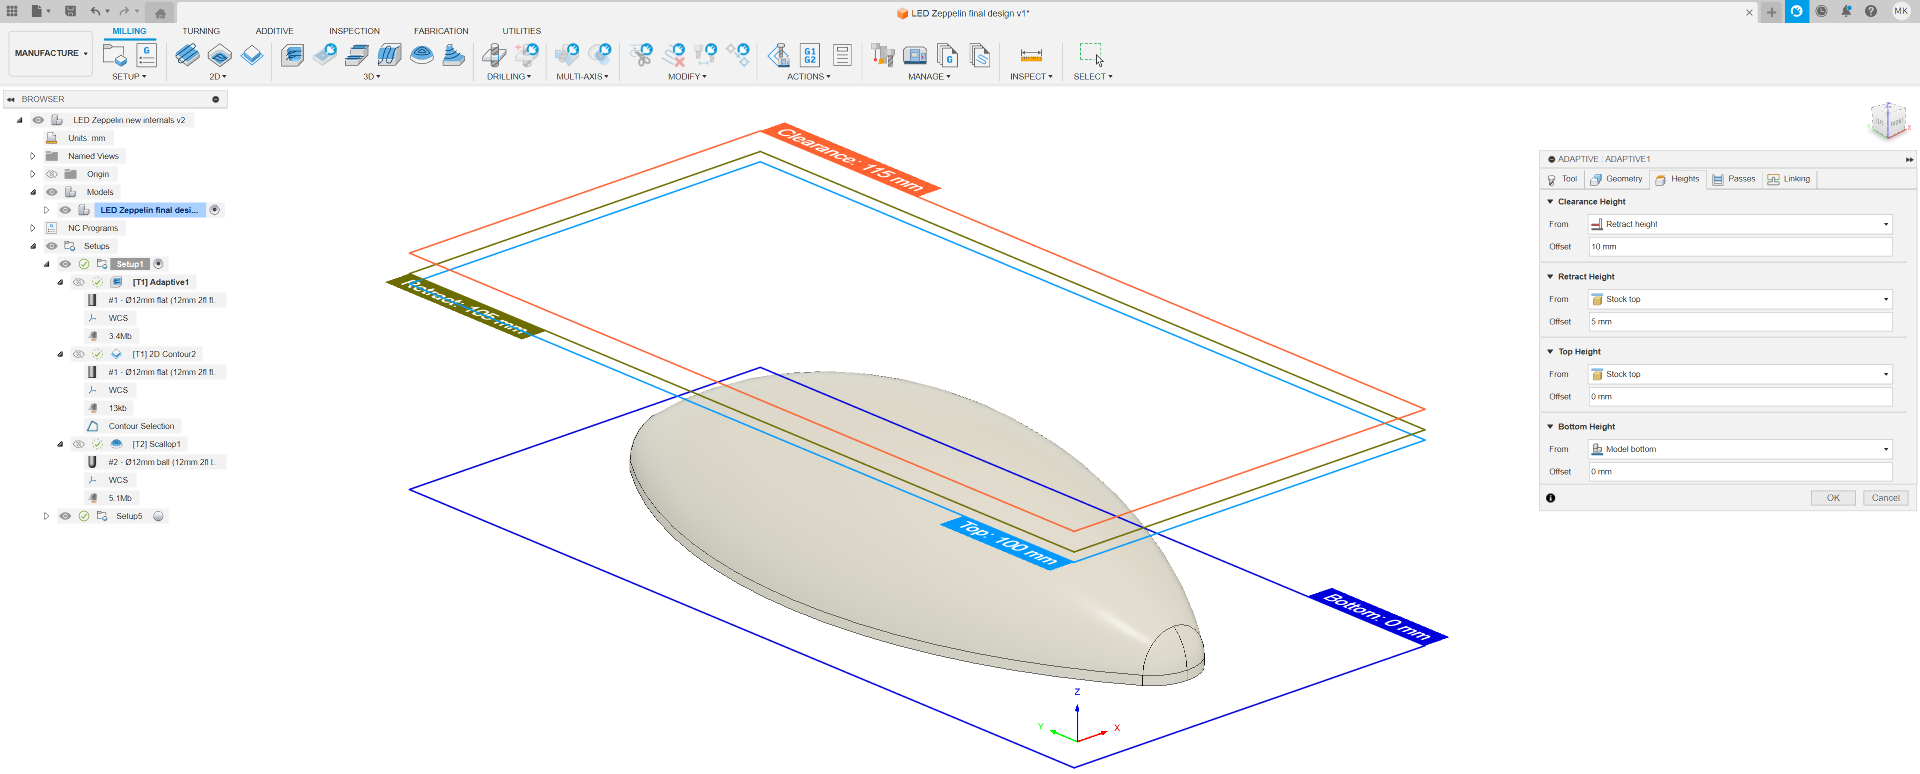 LED Zeppelin final design v1*
MK
MANUFACTURE
MILLING
TURNING
ADDITIVE
INSPECTION
FABRICATION
UTILITIES
SETUP
2D
3D
DRILLING
MULTI-AXIS
MODIFY
ACTIONS
MANAGE
INSPECT
SELECT
G
G1
G2
G
BROWSER
LED Zeppelin new internals v2
Units: mm
Named Views
Origin
Models
LED Zeppelin final desi...
NC Programs
Setups
Setup1
[T1] Adaptive1
#1 - Ø12mm flat (12mm 2fl fl...
WCS
3.4Mb
[T1] 2D Contour2
#1 - Ø12mm flat (12mm 2fl fl...
WCS
13kb
Contour Selection
[T2] Scallop1
#2 - Ø12mm ball (12mm 2fl l...
WCS
5.1Mb
Setup5
Clearance: 115 mm
Retract: 105 mm
Top: 100 mm
Bottom: 0 mm
Z
Y
X
Z
LEFT
FRONT
X
ADAPTIVE : ADAPTIVE1
Tool
Geometry
Heights
Passes
Linking
Clearance Height
From
Retract height
Offset
10 mm
Retract Height
From
Stock top
Offset
5 mm
Top Height
From
Stock top
Offset
0 mm
Bottom Height
From
Model bottom
Offset
0 mm
OK
Cancel